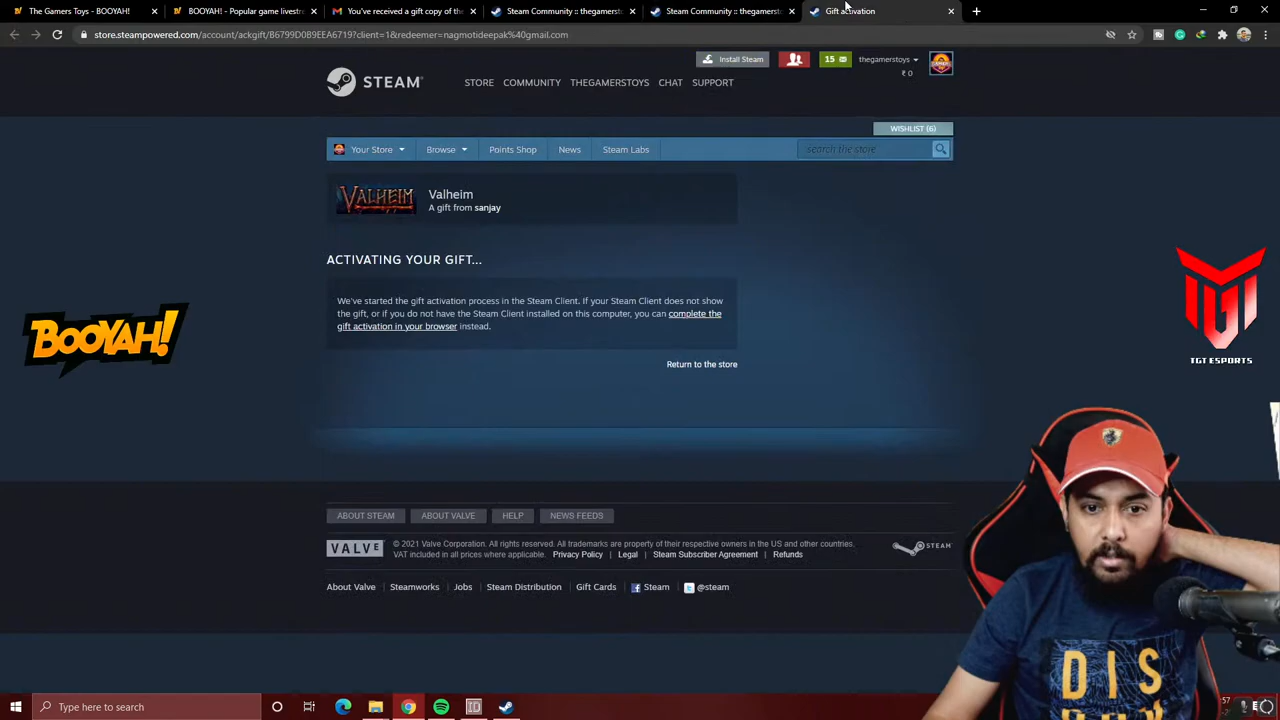 The Gamers Toys - BOOYAH!
BOOYAH! - Popular game livestre
You've received a gift copy of the
Steam Community :: thegamerst
Steam Community :: thegamerst
Gift activation
store.steampowered.com/account/ackgift/B6799D089EEA6719?client=1&redeemer=nagmotideepak%40gmail.com
STEAM
STORE COMMUNITY THEGAMERSTOYS CHAT SUPPORT
Install Steam
15
thegamerstoys
₹ 0
WISHLIST (6)
Your Store Browse Points Shop News Steam Labs
search the store
VALHEIM
Valheim
A gift from sanjay
ACTIVATING YOUR GIFT...
We've started the gift activation process in the Steam Client. If your Steam Client does not show
the gift, or if you do not have the Steam Client installed on this computer, you can complete the
gift activation in your browser instead.
Return to the store
BOOYAH!
TGT ESPORTS
ABOUT STEAM ABOUT VALVE HELP NEWS FEEDS
VALVE
© 2021 Valve Corporation. All rights reserved. All trademarks are property of their respective owners in the US and other countries.
VAT included in all prices where applicable. Privacy Policy | Legal | Steam Subscriber Agreement | Refunds
STEAM
About Valve | Steamworks | Jobs | Steam Distribution | Gift Cards | Steam | @steam
DIS
Type here to search